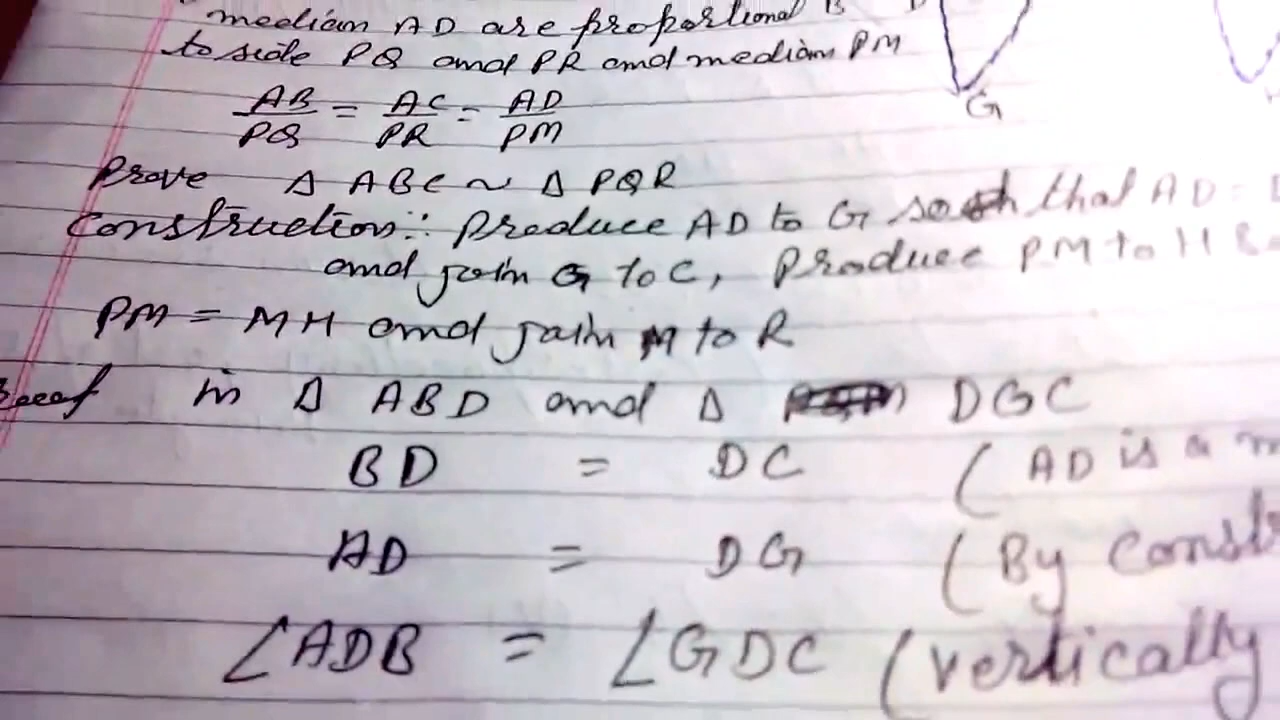 median AD are proportional B
to side PQ and PR and median PM
G
AB/PQ = AC/PR = AD/PM
Prove Δ ABC ~ Δ PQR
Construction:- Produce AD to G so that AD =
and join G to C, Produce PM to H
PM = MH and join M to R
in Δ ABD and Δ DGC
BD = DC (AD is a
AD = DG (By Const
∠ADB = ∠GDC (vertically